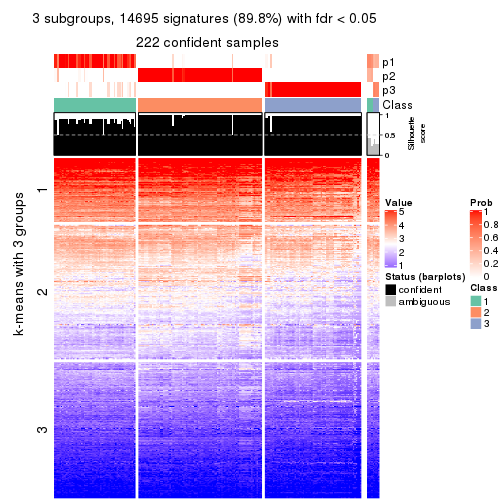 3 subgroups, 14695 signatures (89.8%) with fdr < 0.05
222 confident samples
p1
p2
p3
Class
1
0.5
0
Silhouette
score
k-means with 3 groups
1
2
3
Value
5
4
3
2
1
Status (barplots)
confident
ambiguous
Prob
1
0.8
0.6
0.4
0.2
0
Class
1
2
3